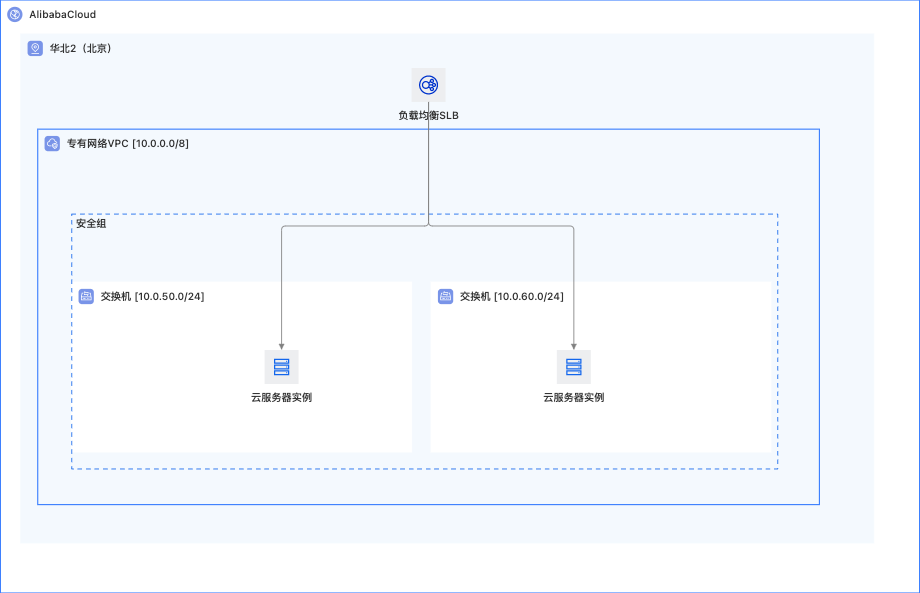 AlibabaCloud
华北2（北京）
负载均衡SLB
专有网络VPC [10.0.0.0/8]
安全组
交换机 [10.0.50.0/24]
交换机 [10.0.60.0/24]
云服务器实例
云服务器实例